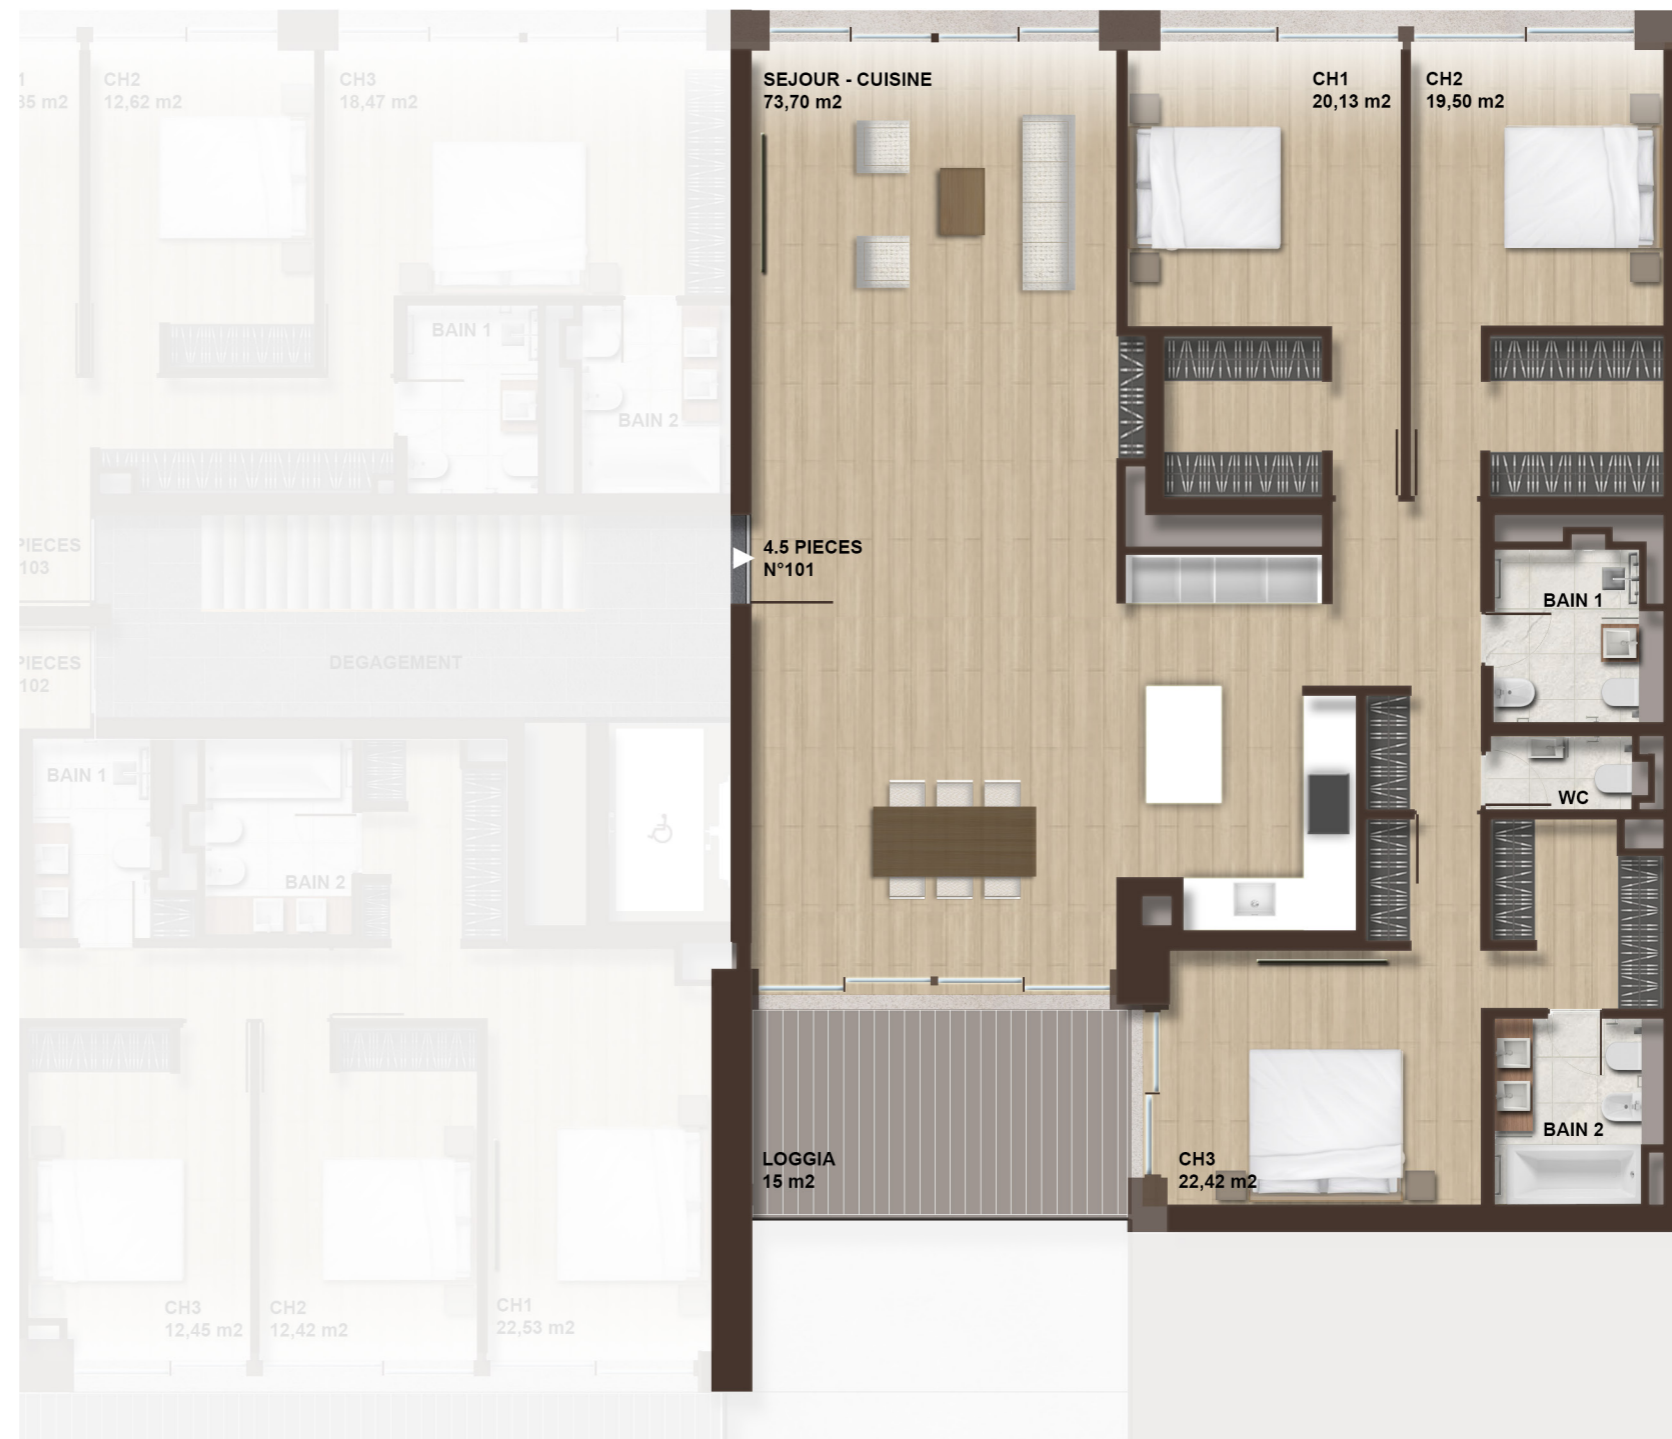 1
35 m2
CH2
12,62 m2
CH3
18,47 m2
SEJOUR - CUISINE
73,70 m2
CH1
20,13 m2
CH2
19,50 m2
BAIN 1
BAIN 2
PIECES
103
4.5 PIECES
N°101
BAIN 1
DEGAGEMENT
PIECES
102
BAIN 1
BAIN 2
WC
BAIN 2
LOGGIA
15 m2
CH3
22,42 m2
CH3
12,45 m2
CH2
12,42 m2
CH1
22,53 m2